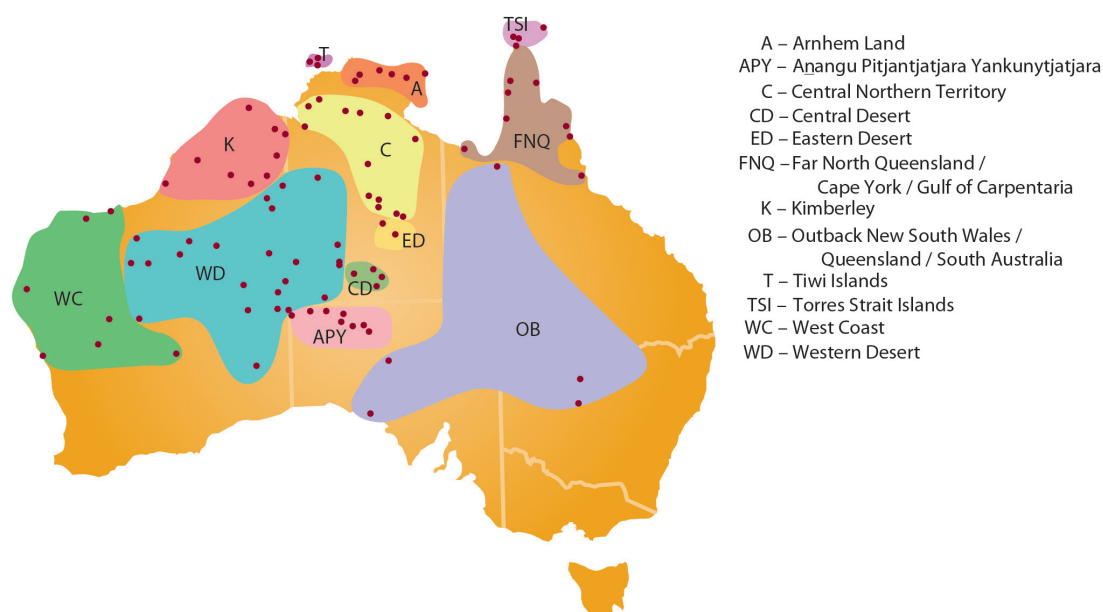 TSI
T
A
K
C
FNQ
ED
WD
CD
WC
APY
OB
A – Arnhem Land
APY – Aṉangu Pitjantjatjara Yankunytjatjara
C – Central Northern Territory
CD – Central Desert
ED – Eastern Desert
FNQ – Far North Queensland /
Cape York / Gulf of Carpentaria
K – Kimberley
OB – Outback New South Wales /
Queensland / South Australia
T – Tiwi Islands
TSI – Torres Strait Islands
WC – West Coast
WD – Western Desert